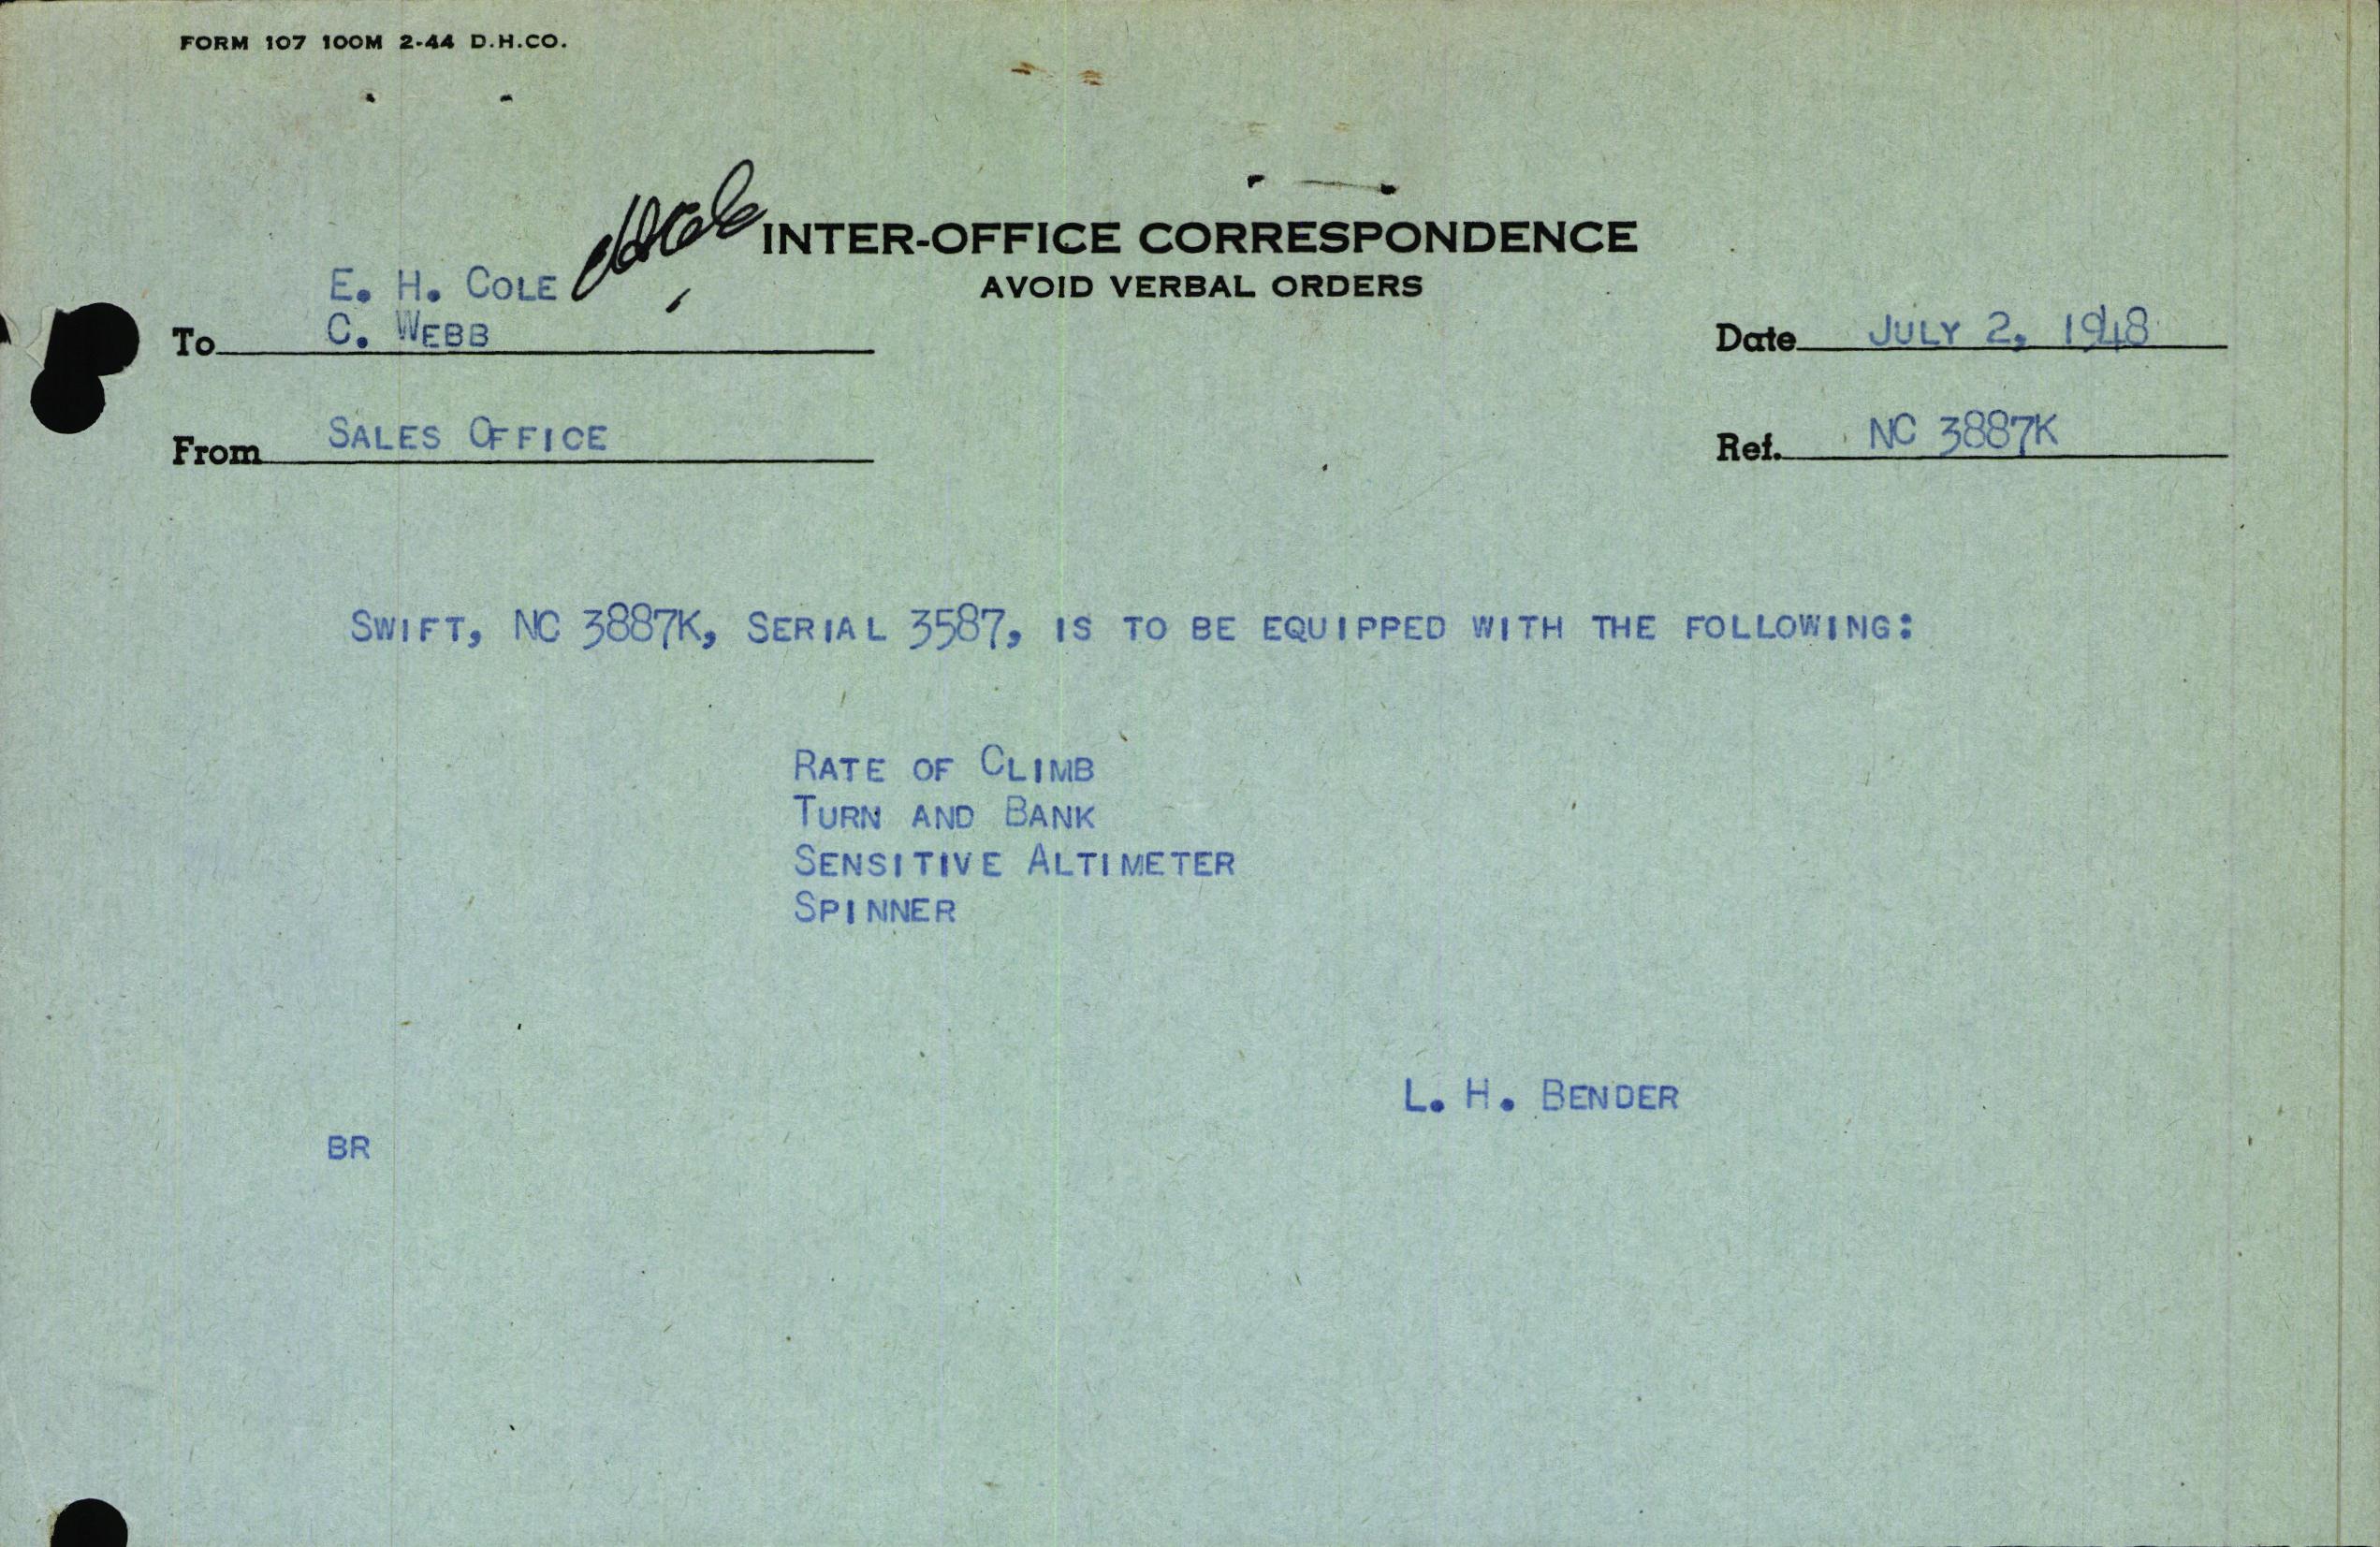 FORM 107 100M 2-44 D.H.CO.
INTER-OFFICE CORRESPONDENCE
AVOID VERBAL ORDERS
E. H. COLE
To C. WEBB
Date JULY 2, 1948
From SALES OFFICE
Ref. NC 3887K
SWIFT, NC 3887K, SERIAL 3587, IS TO BE EQUIPPED WITH THE FOLLOWING:
RATE OF CLIMB
TURN AND BANK
SENSITIVE ALTIMETER
SPINNER
L. H. BENDER
BR